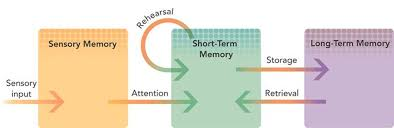 Rehearsal
Sensory Memory
Short-Term
Memory
Long-Term Memory
Sensory
input
Attention
Storage
Retrieval